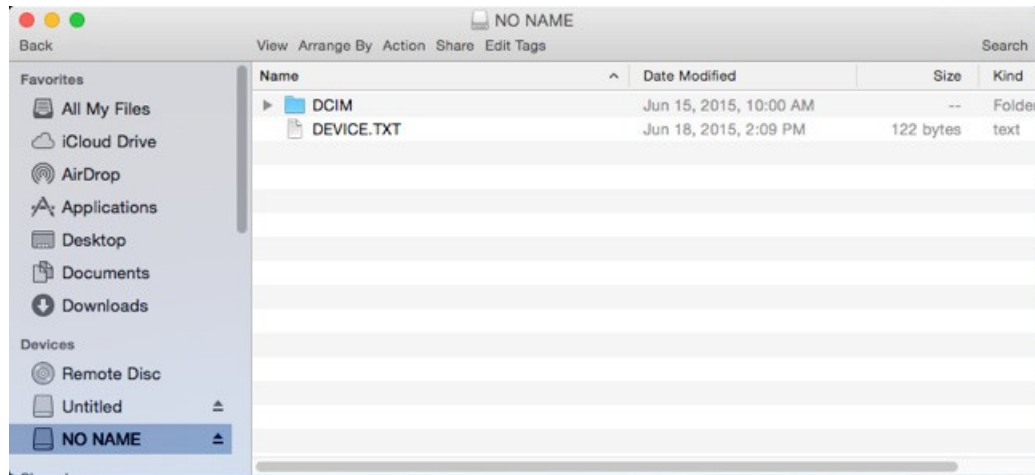 NO NAME
Back View Arrange By Action Share Edit Tags Search
Favorites
All My Files
iCloud Drive
AirDrop
Applications
Desktop
Documents
Downloads
Devices
Remote Disc
Untitled
NO NAME
Name Date Modified Size Kind
DCIM Jun 15, 2015, 10:00 AM -- Folde
DEVICE.TXT Jun 18, 2015, 2:09 PM 122 bytes text